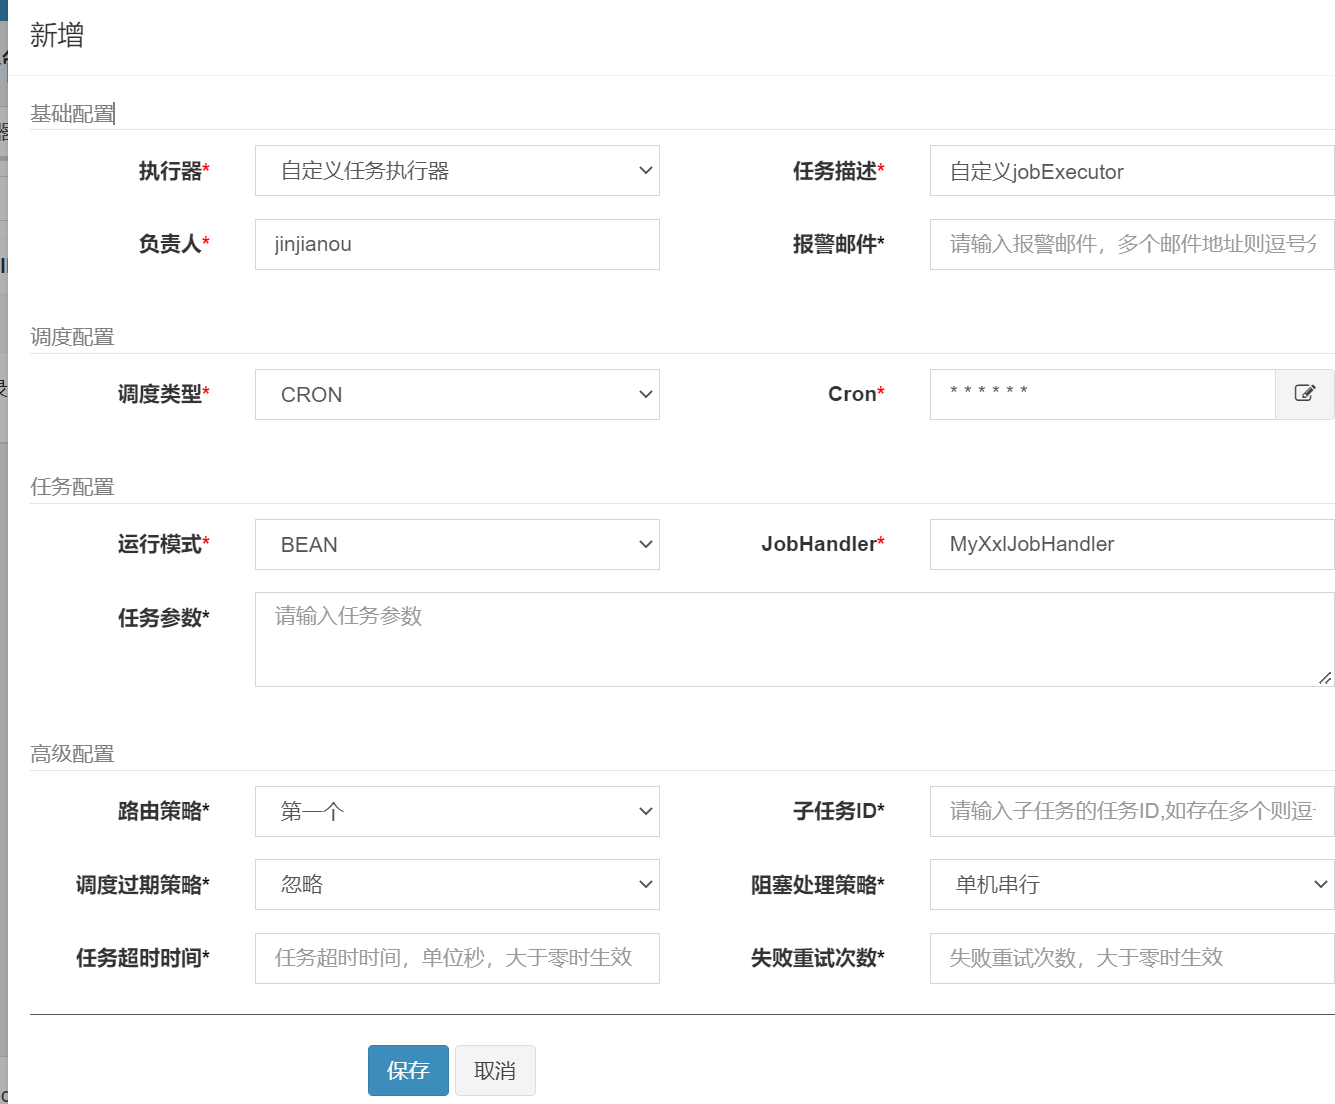 新增
基础配置
执行器* 自定义任务执行器 任务描述* 自定义jobExecutor
负责人* jinjianou 报警邮件* 请输入报警邮件，多个邮件地址则逗号分
调度配置
调度类型* CRON Cron* * * * * * *
任务配置
运行模式* BEAN JobHandler* MyXxlJobHandler
任务参数* 请输入任务参数
高级配置
路由策略* 第一个 子任务ID* 请输入子任务的任务ID,如存在多个则逗
调度过期策略* 忽略 阻塞处理策略* 单机串行
任务超时时间* 任务超时时间，单位秒，大于零时生效 失败重试次数* 失败重试次数，大于零时生效
保存 取消